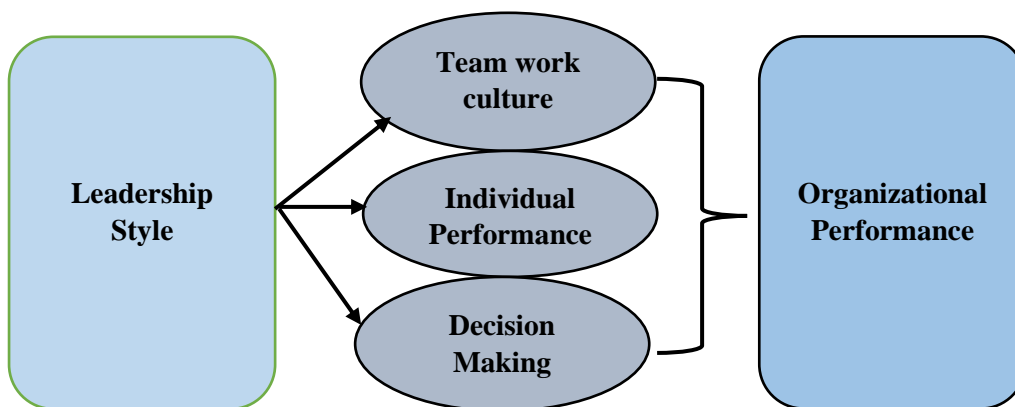 Leadership
Style
Team work
culture
Individual
Performance
Decision
Making
Organizational
Performance